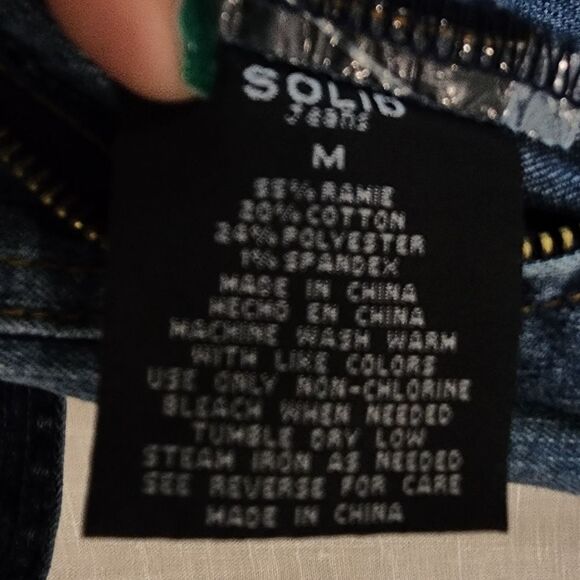 SOLID
Jeans
M
55% RAMIE
20% COTTON
24% POLYESTER
1% SPANDEX
MADE IN CHINA
HECHO EN CHINA
MACHINE WASH WARM
WITH LIKE COLORS
USE ONLY NON-CHLORINE
BLEACH WHEN NEEDED
TUMBLE DRY LOW
STEAM IRON AS NEEDED
SEE REVERSE FOR CARE
MADE IN CHINA